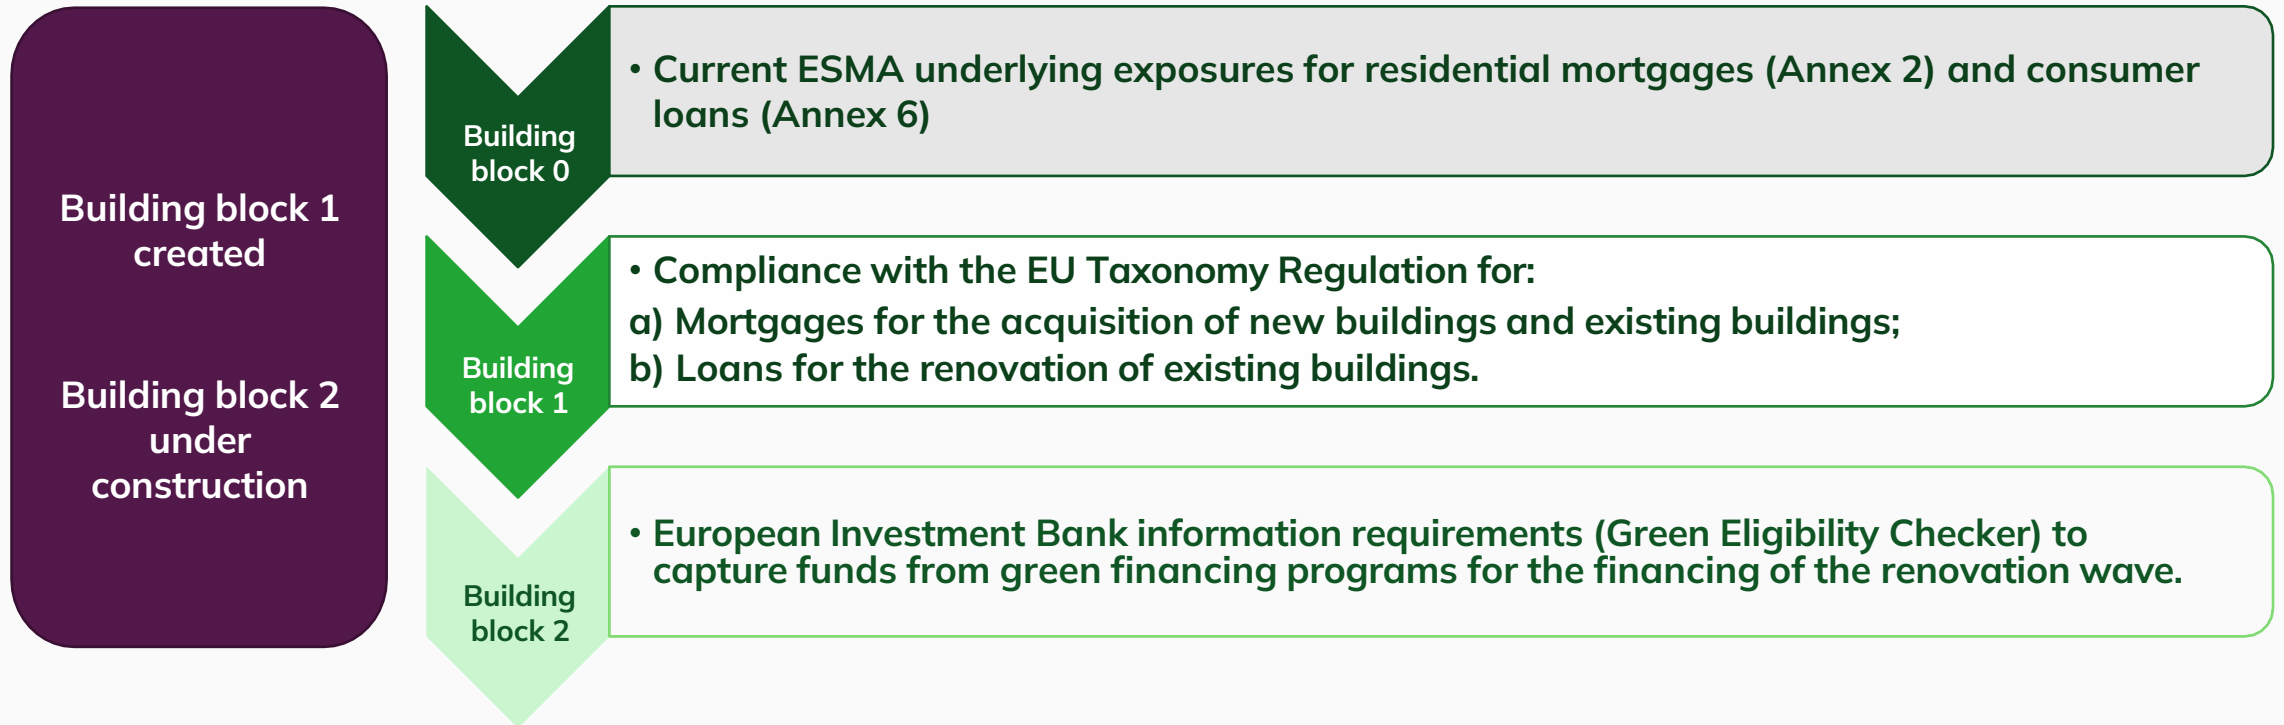 Building block 1
created
Building block 2
under
construction
Building
block 0
• Current ESMA underlying exposures for residential mortgages (Annex 2) and consumer
loans (Annex 6)
Building
block 1
• Compliance with the EU Taxonomy Regulation for:
a) Mortgages for the acquisition of new buildings and existing buildings;
b) Loans for the renovation of existing buildings.
Building
block 2
• European Investment Bank information requirements (Green Eligibility Checker) to
capture funds from green financing programs for the financing of the renovation wave.